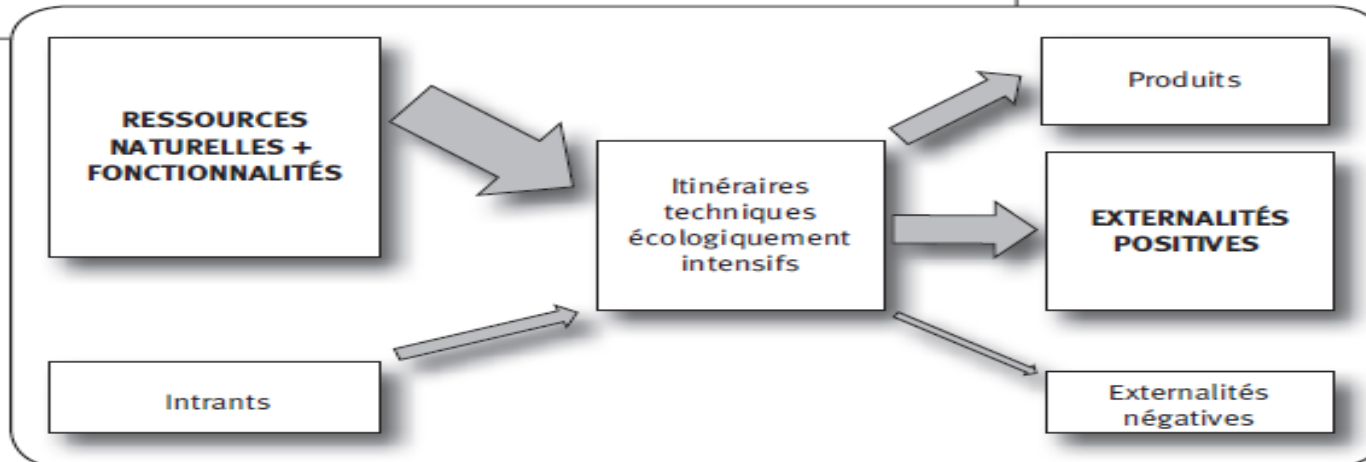 RESSOURCES
NATURELLES +
FONCTIONNALITÉS
Intrants
Itinéraires
techniques
écologiquement
intensifs
Produits
EXTERNALITÉS
POSITIVES
Externalités
négatives